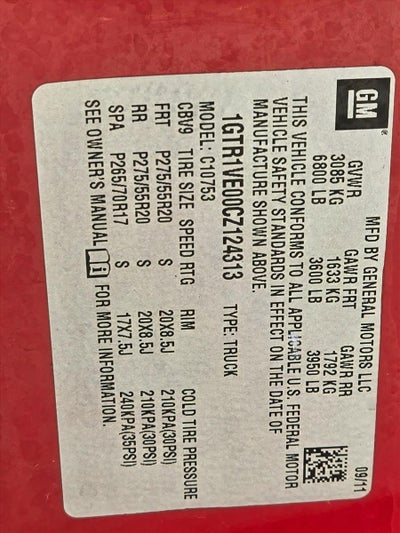 GM
MFD BY GENERAL MOTORS LLC 09/11
GVWR GAWR FRT GAWR RR
3085 KG 1633 KG 1792 KG
6800 LB 3600 LB 3950 LB
THIS VEHICLE CONFORMS TO ALL APPLICABLE U.S. FEDERAL MOTOR
VEHICLE SAFETY STANDARDS IN EFFECT ON THE DATE OF
MANUFACTURE SHOWN ABOVE.
1GTR1VE00CZ124313 TYPE: TRUCK
MODEL: C10753
CBV9 TIRE SIZE SPEED RTG RIM COLD TIRE PRESSURE
FRT P275/55R20 S 20X8.5J 210KPA(30PSI)
RR P275/55R20 S 20X8.5J 210KPA(30PSI)
SPA P265/70R17 S 17X7.5J 240KPA(35PSI)
SEE OWNER'S MANUAL i FOR MORE INFORMATION.